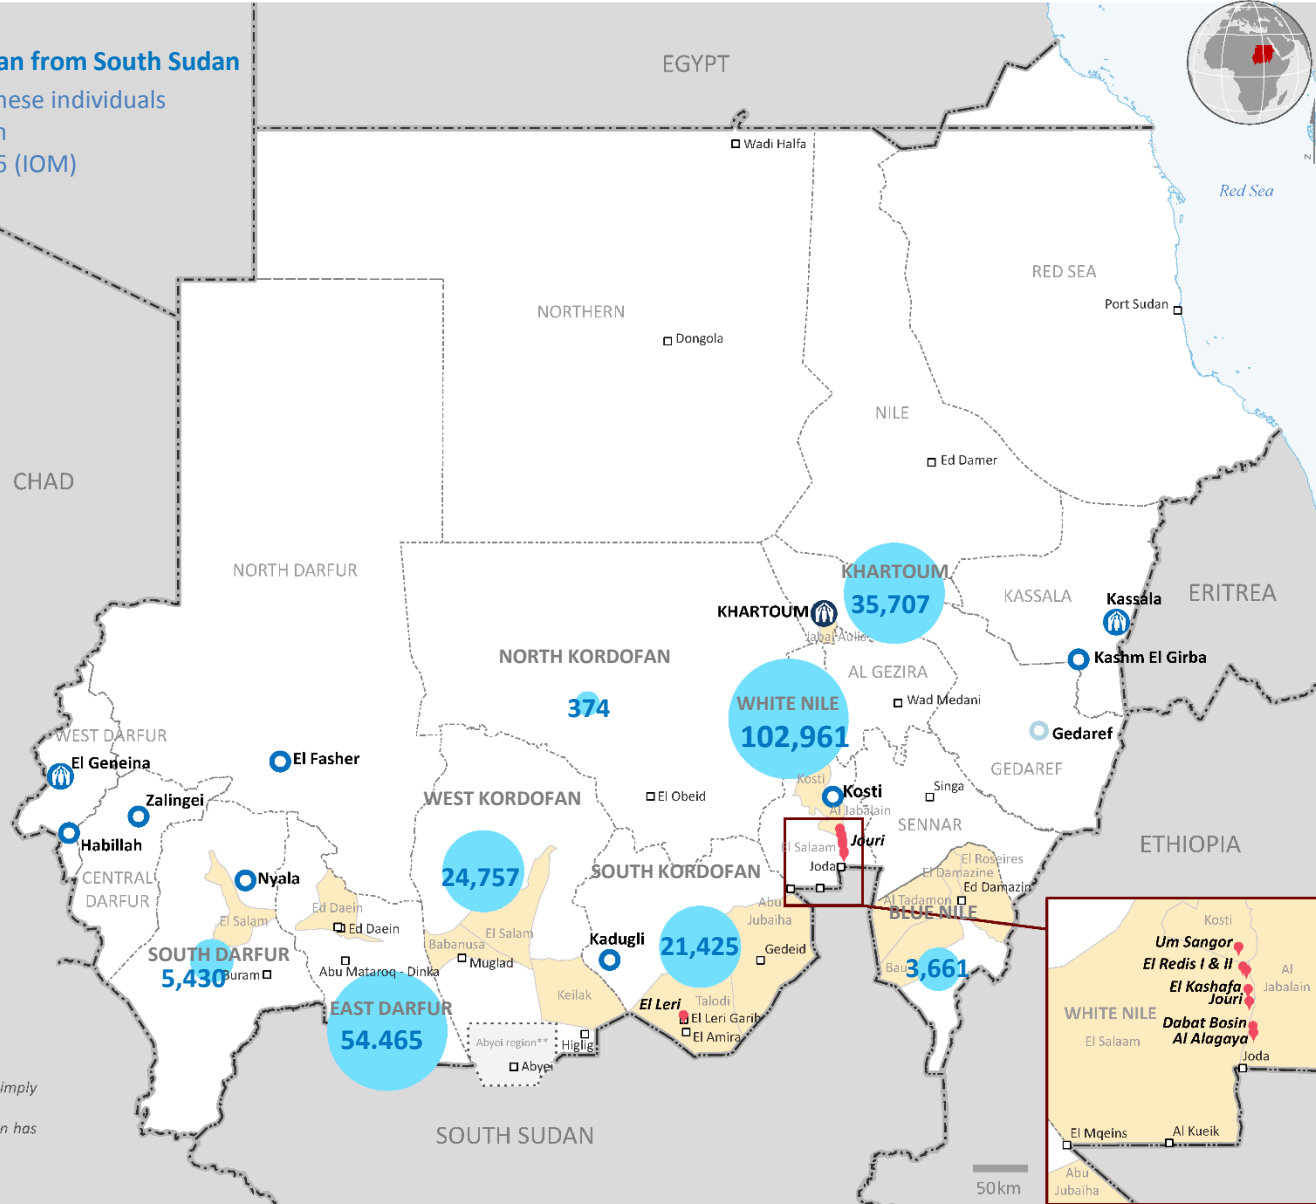 an from South Sudan
nese individuals
n
5 (IOM)
EGYPT
Wadi Halfa
Red Sea
N
RED SEA
Port Sudan
NORTHERN
Dongola
NILE
Ed Damer
CHAD
NORTH DARFUR
KHARTOUM
35,707
KHARTOUM
Jabal Aulia
KASSALA
Kassala
ERITREA
Kashm El Girba
NORTH KORDOFAN
374
AL GEZIRA
WHITE NILE
102,961
Wad Medani
Gedaref
GEDAREF
WEST DARFUR
El Geneina
El Fasher
Zalingei
Habillah
WEST KORDOFAN
El Obeid
Kosti
Kosti
Al Jabalain
Singa
SENNAR
El Salaam
Jouri
Joda
ETHIOPIA
CENTRAL
DARFUR
Nyala
El Salam
Ed Daein
Ed Daein
24,757
SOUTH KORDOFAN
El Roseires
El Damazine
Ed Damazin
Al Tadamon
BLUE NILE
Bau
3,661
SOUTH DARFUR
5,430
Buram
Abu Mataroq - Dinka
Babanusa
El Salam
Muglad
Keilak
Kadugli
21,425
Abu
Jubaiha
Gedeid
EAST DARFUR
54.465
El Leri
Talodi
El Leri Garib
El Amira
Abyei region**
Higlig
Abyei
SOUTH SUDAN
imply
n has
50km
Kosti
Um Sangor
El Redis I & II
El Kashafa
Jouri
Al
Jabalain
WHITE NILE
El Salaam
Dabat Bosin
Al Alagaya
Joda
El Mqeins
Al Kueik
Abu
Jubaiha